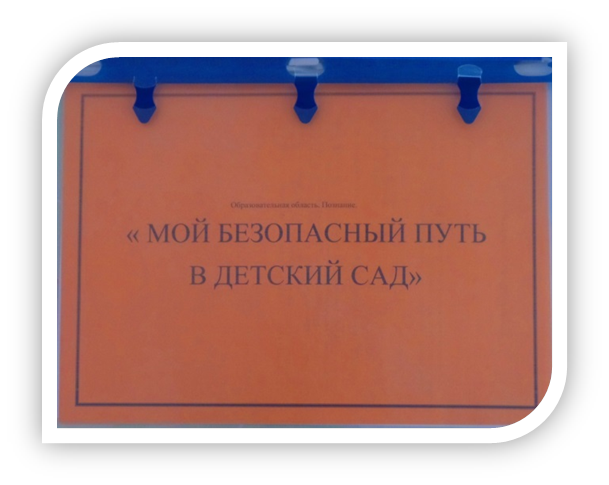 Образовательная область. Познание.
« МОЙ БЕЗОПАСНЫЙ ПУТЬ
В ДЕТСКИЙ САД»